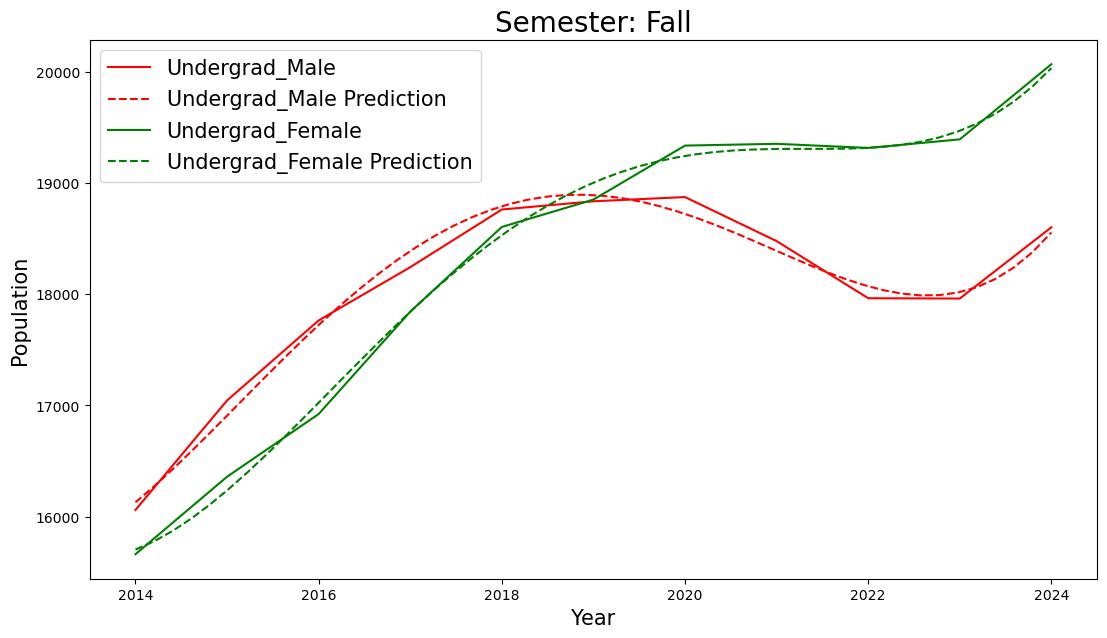 Semester: Fall
Undergrad_Male
Undergrad_Male Prediction
Undergrad_Female
Undergrad_Female Prediction
20000
19000
18000
17000
16000
Population
2014 2016 2018 2020 2022 2024
Year